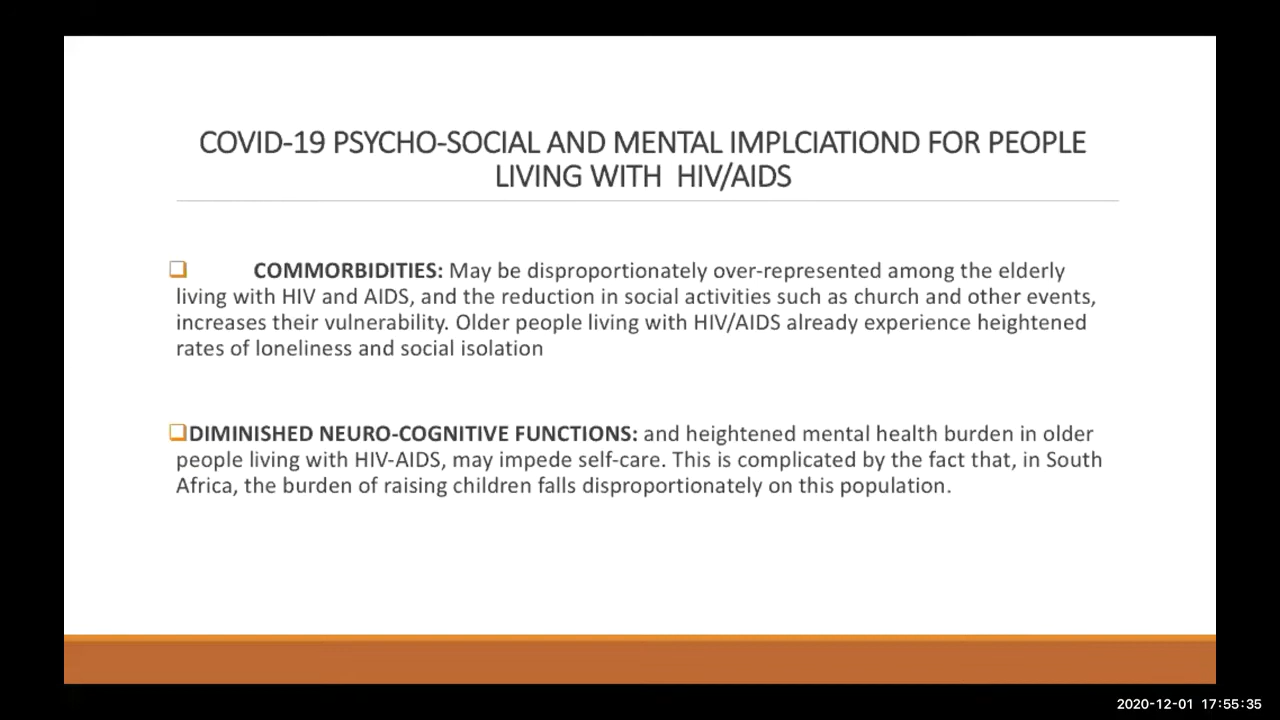 COVID-19 PSYCHO-SOCIAL AND MENTAL IMPLCIATIOND FOR PEOPLE
LIVING WITH HIV/AIDS
COMMORBIDITIES: May be disproportionately over-represented among the elderly
living with HIV and AIDS, and the reduction in social activities such as church and other events,
increases their vulnerability. Older people living with HIV/AIDS already experience heightened
rates of loneliness and social isolation
DIMINISHED NEURO-COGNITIVE FUNCTIONS: and heightened mental health burden in older
people living with HIV-AIDS, may impede self-care. This is complicated by the fact that, in South
Africa, the burden of raising children falls disproportionately on this population.
2020-12-01 17:55:35